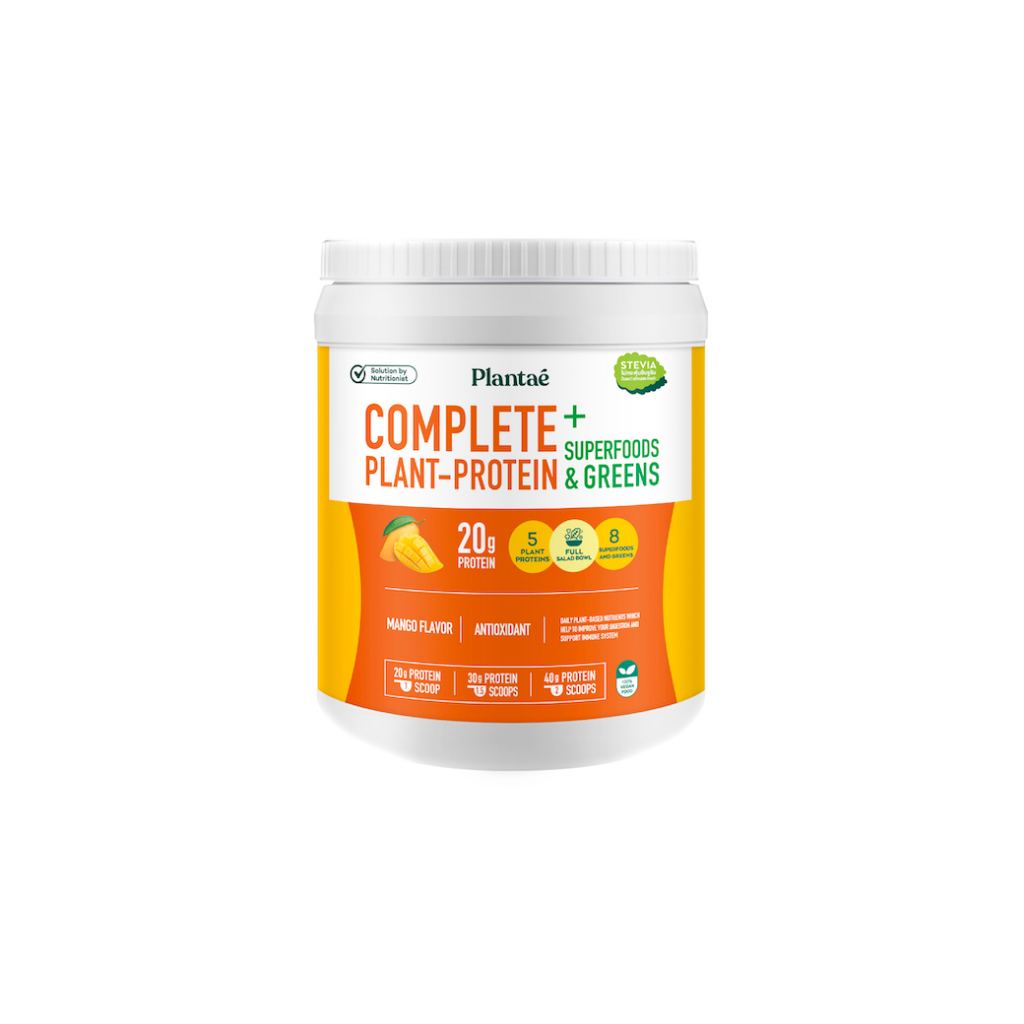 Solution by
Nutritionist
Plantaé
STEVIA
COMPLETE +
PLANT-PROTEIN
SUPERFOODS
& GREENS
20g
PROTEIN
5
PLANT
PROTEINS
FULL
SALAD BOWL
8
SUPERFOODS
AND GREENS
MANGO FLAVOR
ANTIOXIDANT
DAILY PLANT-BASED NUTRIENTS WHICH
HELP TO IMPROVE YOUR DIGESTION AND
SUPPORT IMMUNE SYSTEM
20g PROTEIN
1 SCOOP
30g PROTEIN
1.5 SCOOPS
40g PROTEIN
2 SCOOPS
100%
VEGAN
FOOD